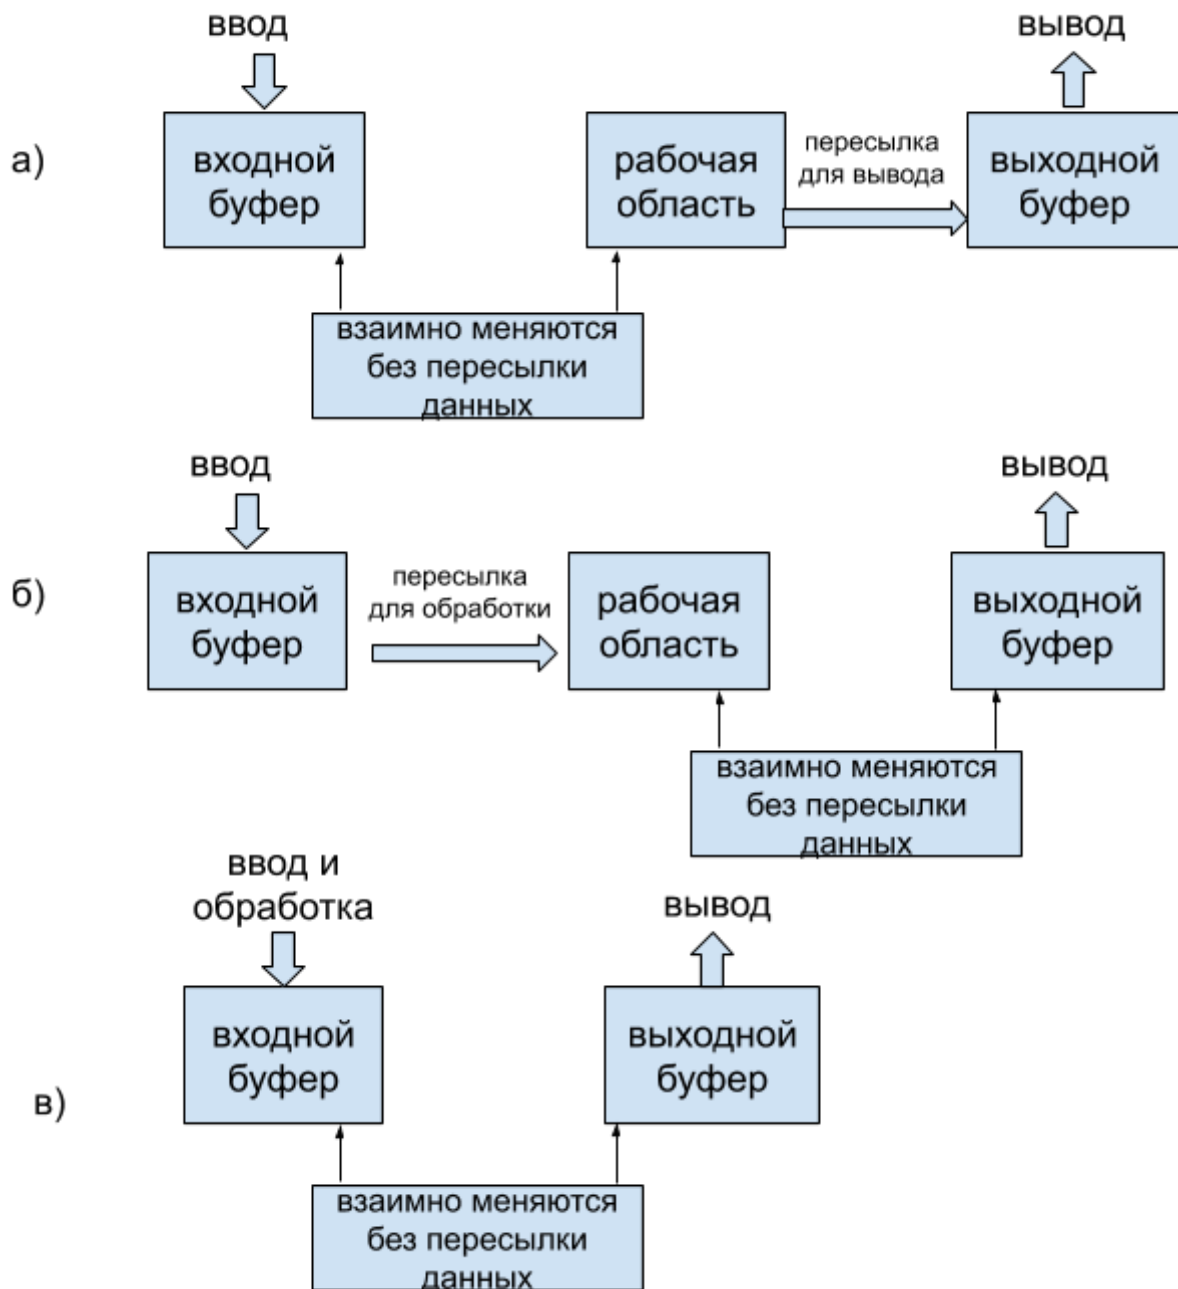 ввод
вывод
а)
входной
буфер
рабочая
область
пересылка
для вывода
выходной
буфер
взаимно меняются
без пересылки
данных
ввод
вывод
б)
входной
буфер
пересылка
для обработки
рабочая
область
выходной
буфер
взаимно меняются
без пересылки
данных
ввод и
обработка
вывод
в)
входной
буфер
выходной
буфер
взаимно меняются
без пересылки
данных